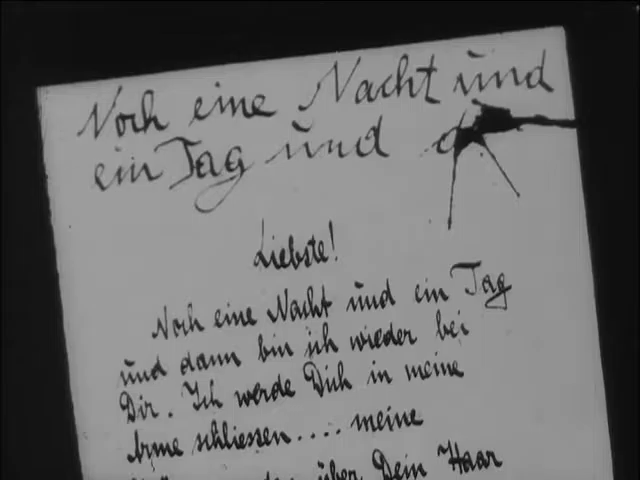 Noch eine Nacht und
ein Tag und d
Liebste!
Noch eine Nacht und ein Tag
und dann bin ich wieder bei
Dir. Ich werde Dich in meine
Arme schliessen.... meine
über Dein Haar